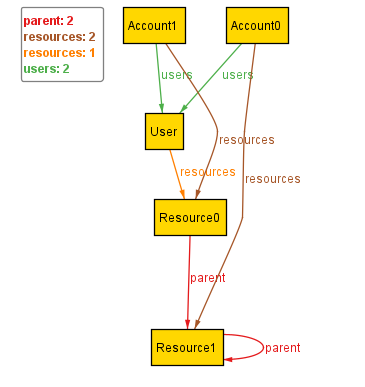 parent: 2
resources: 2
resources: 1
users: 2
Account1
Account0
users
users
User
resources
resources
resources
Resource0
parent
Resource1
parent